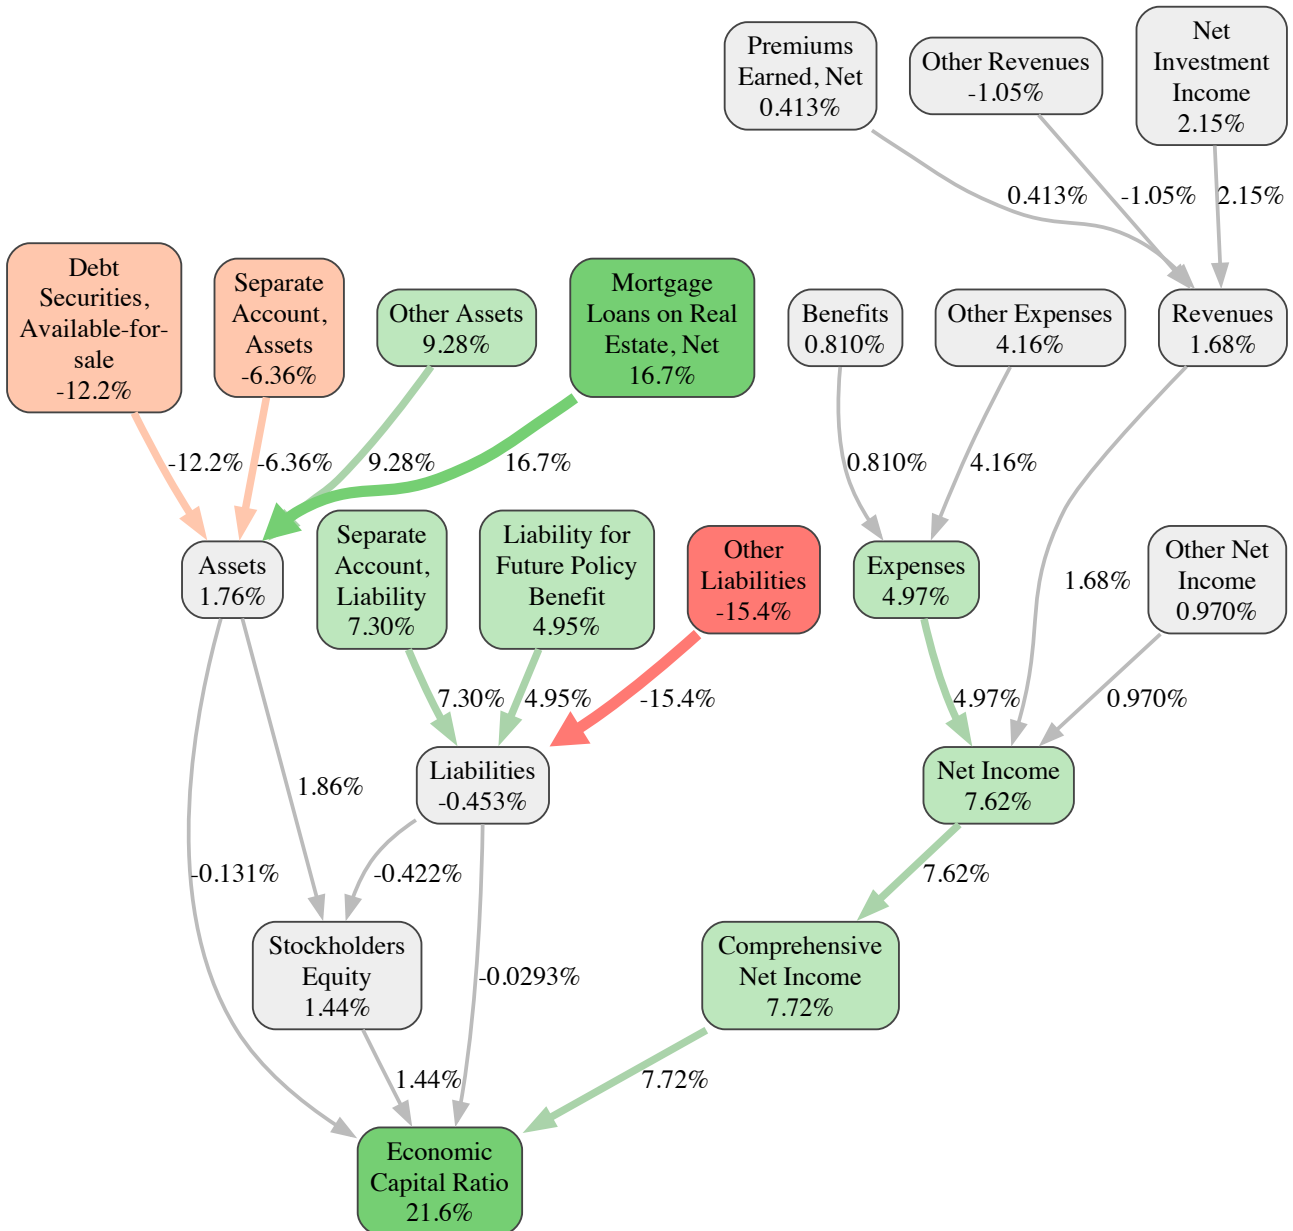 Premiums
Earned, Net
0.413%
Other Revenues
-1.05%
Net
Investment
Income
2.15%
0.413%
-1.05%
2.15%
Debt
Securities,
Available-for-
sale
-12.2%
Separate
Account,
Assets
-6.36%
Other Assets
9.28%
Mortgage
Loans on Real
Estate, Net
16.7%
Benefits
0.810%
Other Expenses
4.16%
Revenues
1.68%
-12.2%
-6.36%
9.28%
16.7%
0.810%
4.16%
1.68%
Assets
1.76%
Separate
Account,
Liability
7.30%
Liability for
Future Policy
Benefit
4.95%
Other
Liabilities
-15.4%
Expenses
4.97%
Other Net
Income
0.970%
7.30%
4.95%
-15.4%
4.97%
0.970%
Liabilities
-0.453%
Net Income
7.62%
1.86%
-0.131%
-0.422%
7.62%
Stockholders
Equity
1.44%
-0.0293%
Comprehensive
Net Income
7.72%
1.44%
7.72%
Economic
Capital Ratio
21.6%